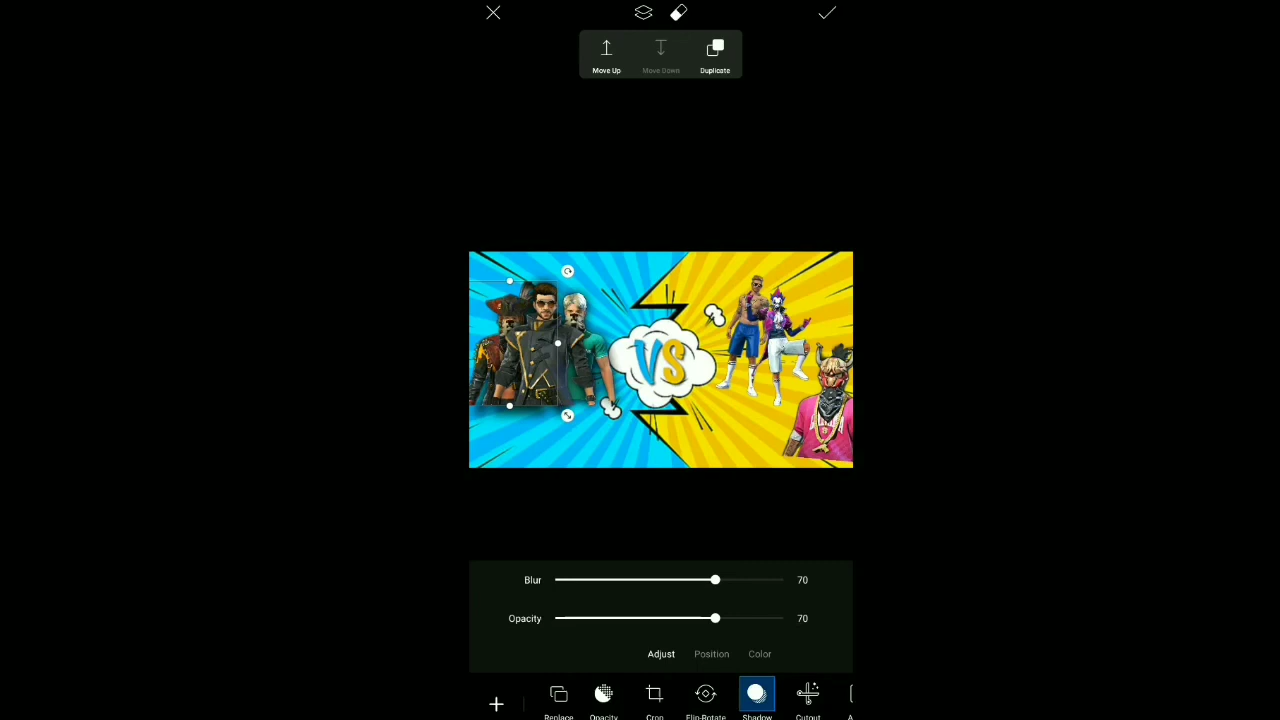 Move Up Move Down Duplicate
VS
Blur 70
Opacity 70
Adjust Position Color
Replace Opacity Crop Flip-Rotate Shadow Cutout